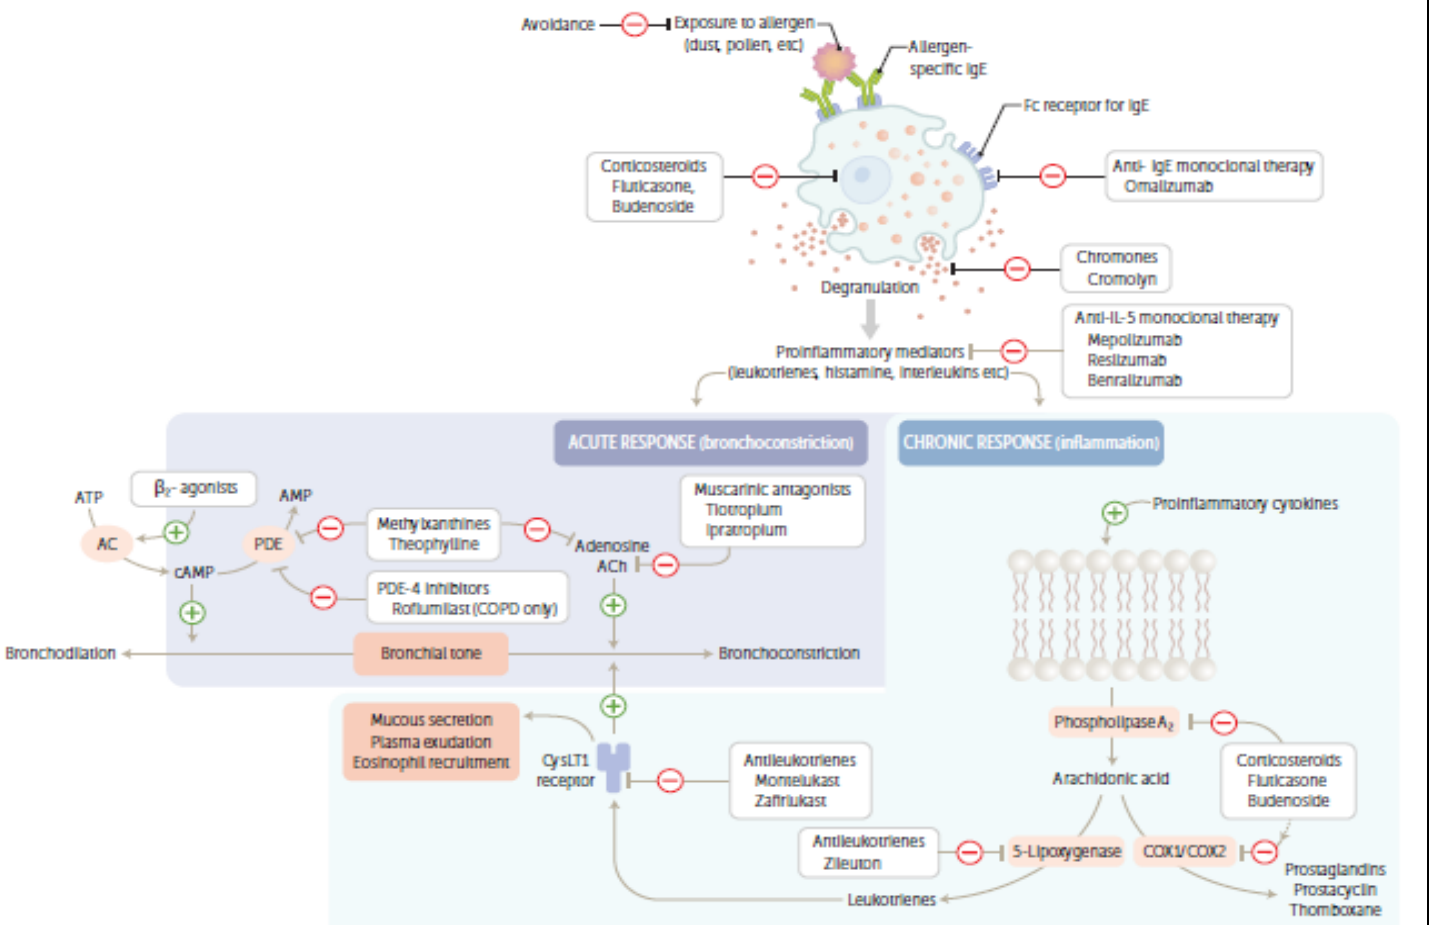 Avoidance
Exposure to allergen
(dust, pollen, etc)
Allergen-
specific IgE
Fc receptor for IgE
Corticosteroids
Fluticasone,
Budenoside
Anti- IgE monoclonal therapy
Omalizumab
Chromones
Cromolyn
Degranulation
Anti-IL-5 monoclonal therapy
Mepolizumab
Reslizumab
Benralizumab
Proinflammatory mediators
(leukotrienes, histamine, interleukins etc)
ACUTE RESPONSE (bronchoconstriction)
CHRONIC RESPONSE (inflammation)
ATP
β2- agonists
AMP
AC
PDE
cAMP
Methylxanthines
Theophylline
Adenosine
ACh
Muscarinic antagonists
Tiotropium
Ipratropium
PDE-4 inhibitors
Roflumilast (COPD only)
Bronchodilation
Bronchial tone
Bronchoconstriction
Proinflammatory cytokines
Mucous secretion
Plasma exudation
Eosinophil recruitment
CysLT1
receptor
Antileukotrienes
Montelukast
Zafirlukast
Phospholipase A2
Arachidonic acid
Corticosteroids
Fluticasone
Budenoside
Antileukotrienes
Zileuton
5-Lipoxygenase
COX1/COX2
Leukotrienes
Prostaglandins
Prostacyclin
Thomboxane